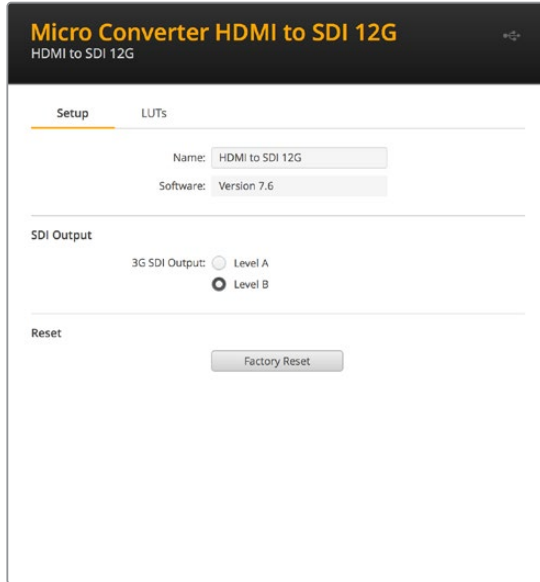 Micro Converter HDMI to SDI 12G
HDMI to SDI 12G
Setup LUTs
Name: HDMI to SDI 12G
Software: Version 7.6
SDI Output
3G SDI Output: Level A
Level B
Reset
Factory Reset